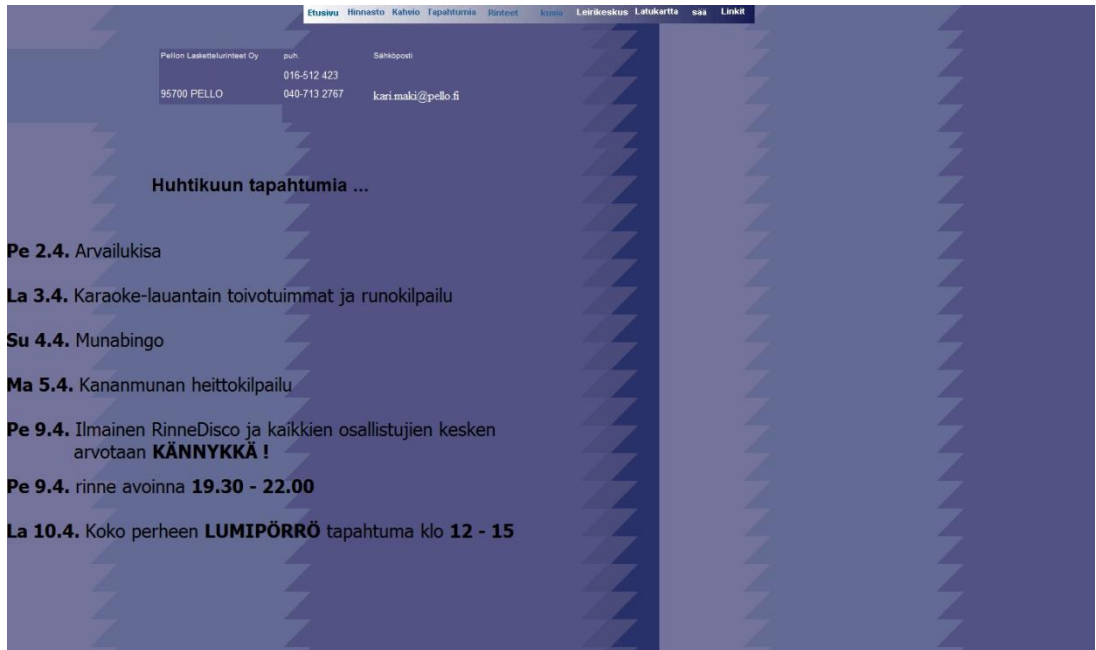 Etusivu Hinnasto Kahvio Tapahtumia Rinteet kuvia Leirikeskus Latukartta sää Linkit
Pellon Laskettelurinteet Oy puh. Sähköposti
016-512 423
95700 PELLO 040-713 2767 kari.maki@pello.fi
Huhtikuun tapahtumia ...
Pe 2.4. Arvailukisa
La 3.4. Karaoke-lauantain toivotuimmat ja runokilpailu
Su 4.4. Munabingo
Ma 5.4. Kananmunan heittokilpailu
Pe 9.4. Ilmainen RinneDisco ja kaikkien osallistujien kesken
arvotaan KÄNNYKKÄ !
Pe 9.4. rinne avoinna 19.30 - 22.00
La 10.4. Koko perheen LUMIPÖRRÖ tapahtuma klo 12 - 15